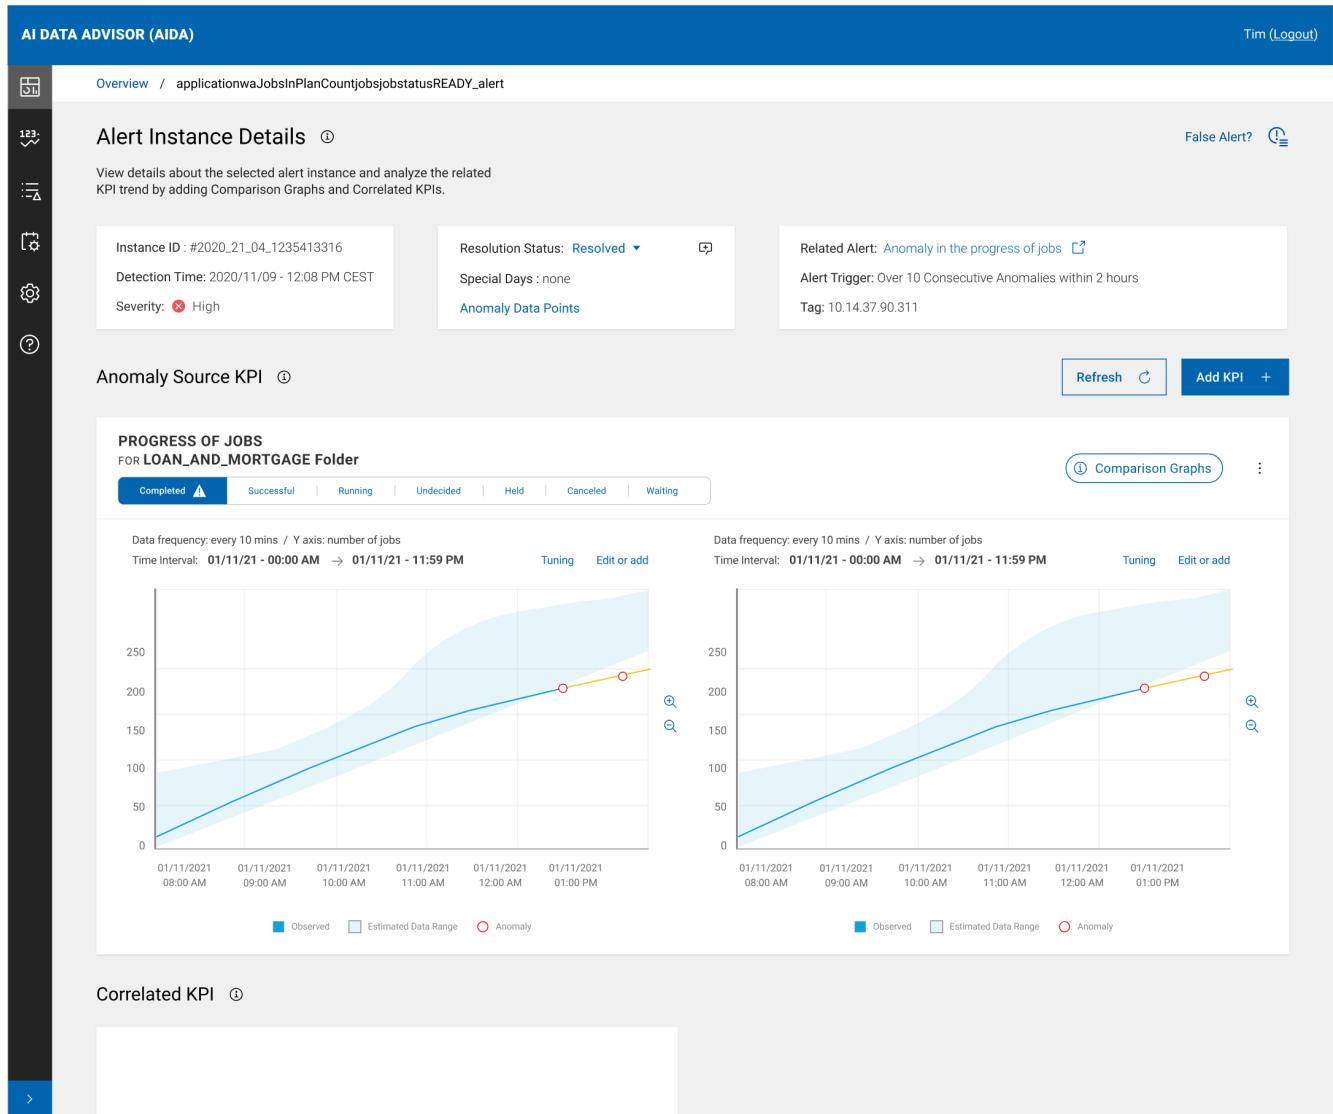 AI DATA ADVISOR (AIDA)
Tim (Logout)
Overview / applicationwaJobsInPlanCountjobsjobstatusREADY_alert
Alert Instance Details
False Alert?
View details about the selected alert instance and analyze the related
KPI trend by adding Comparison Graphs and Correlated KPIs.
Instance ID : #2020_21_04_1235413316
Detection Time: 2020/11/09 - 12:08 PM CEST
Severity: High
Resolution Status: Resolved
Special Days : none
Anomaly Data Points
Related Alert: Anomaly in the progress of jobs
Alert Trigger: Over 10 Consecutive Anomalies within 2 hours
Tag: 10.14.37.90.311
Anomaly Source KPI
Refresh
Add KPI +
PROGRESS OF JOBS
FOR LOAN_AND_MORTGAGE Folder
Comparison Graphs
Completed Successful Running Undecided Held Canceled Waiting
Data frequency: every 10 mins / Y axis: number of jobs
Time Interval: 01/11/21 - 00:00 AM → 01/11/21 - 11:59 PM
Tuning Edit or add
250
200
150
100
50
0
01/11/2021 01/11/2021 01/11/2021 01/11/2021 01/11/2021 01/11/2021
08:00 AM 09:00 AM 10:00 AM 11:00 AM 12:00 AM 01:00 PM
Observed Estimated Data Range Anomaly
Data frequency: every 10 mins / Y axis: number of jobs
Time Interval: 01/11/21 - 00:00 AM → 01/11/21 - 11:59 PM
Tuning Edit or add
250
200
150
100
50
0
01/11/2021 01/11/2021 01/11/2021 01/11/2021 01/11/2021 01/11/2021
08:00 AM 09:00 AM 10:00 AM 11:00 AM 12:00 AM 01:00 PM
Observed Estimated Data Range Anomaly
Correlated KPI